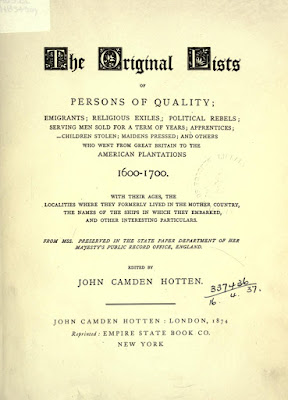 The Original Lists
OF
PERSONS OF QUALITY;
EMIGRANTS; RELIGIOUS EXILES; POLITICAL REBELS;
SERVING MEN SOLD FOR A TERM OF YEARS; APPRENTICES;
CHILDREN STOLEN; MAIDENS PRESSED; AND OTHERS
WHO WENT FROM GREAT BRITAIN TO THE
AMERICAN PLANTATIONS
1600-1700.
WITH THEIR AGES, THE
LOCALITIES WHERE THEY FORMERLY LIVED IN THE MOTHER COUNTRY,
THE NAMES OF THE SHIPS IN WHICH THEY EMBARKED,
AND OTHER INTERESTING PARTICULARS.
FROM MSS. PRESERVED IN THE STATE PAPER DEPARTMENT OF HER
MAJESTY'S PUBLIC RECORD OFFICE, ENGLAND.
EDITED BY
JOHN CAMDEN HOTTEN.
337436
16. 4. 37.
JOHN CAMDEN HOTTEN: LONDON, 1874
Reprinted: EMPIRE STATE BOOK CO.
NEW YORK